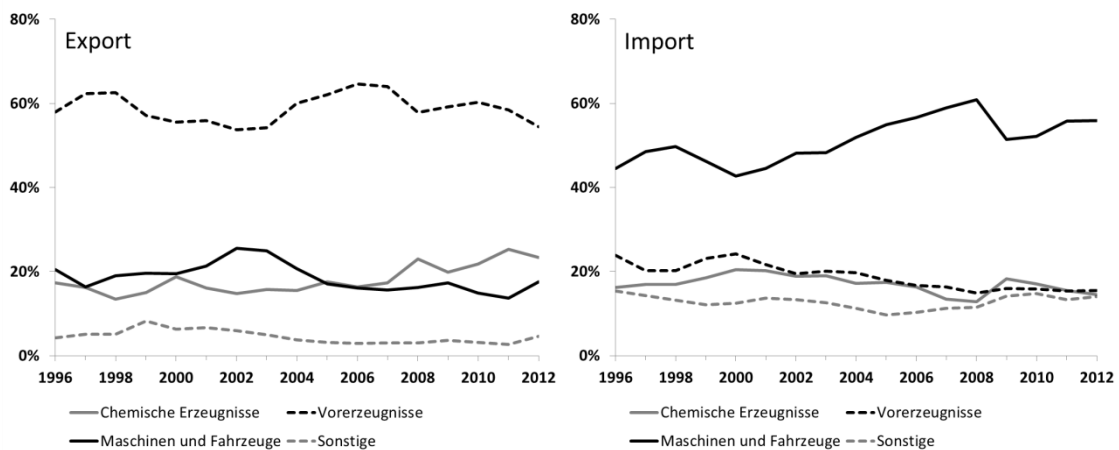 Export
80%
60%
40%
20%
0%
1996 1998 2000 2002 2004 2006 2008 2010 2012
Chemische Erzeugnisse Vorerzeugnisse
Maschinen und Fahrzeuge Sonstige
Import
80%
60%
40%
20%
0%
1996 1998 2000 2002 2004 2006 2008 2010 2012
Chemische Erzeugnisse Vorerzeugnisse
Maschinen und Fahrzeuge Sonstige